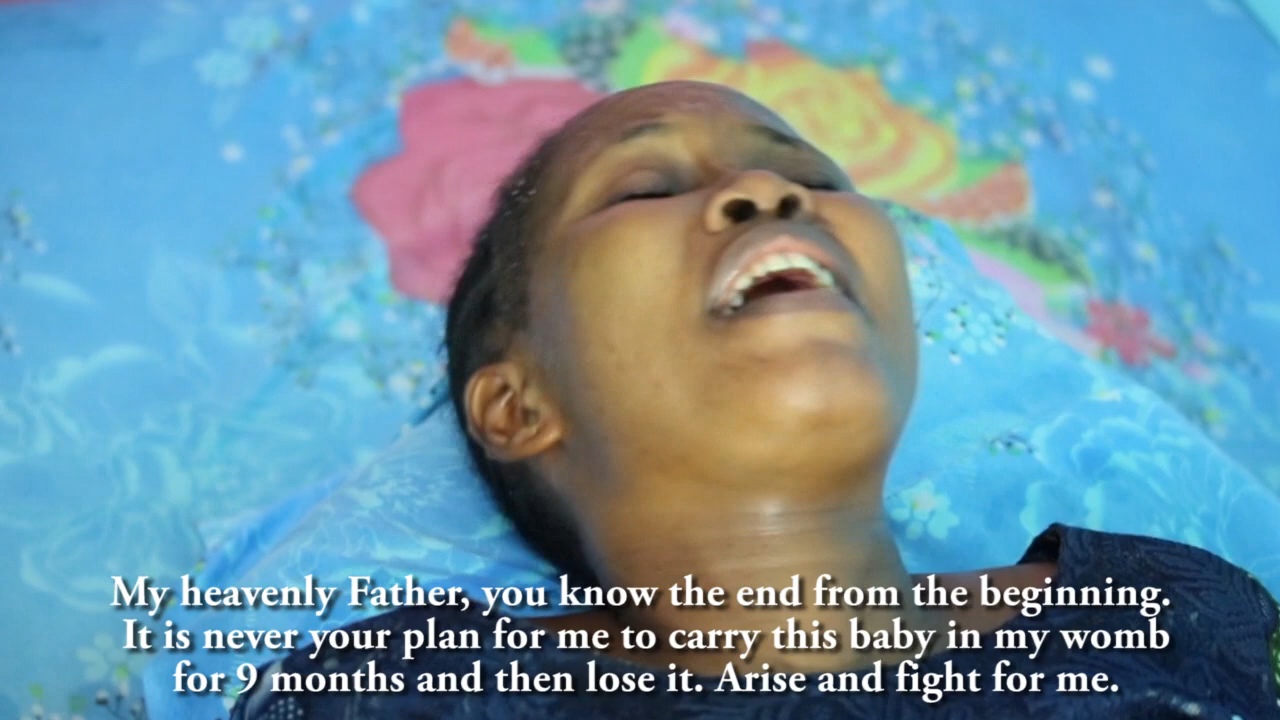 My heavenly Father, you know the end from the beginning.
It is never your plan for me to carry this baby in my womb
for 9 months and then lose it. Arise and fight for me.